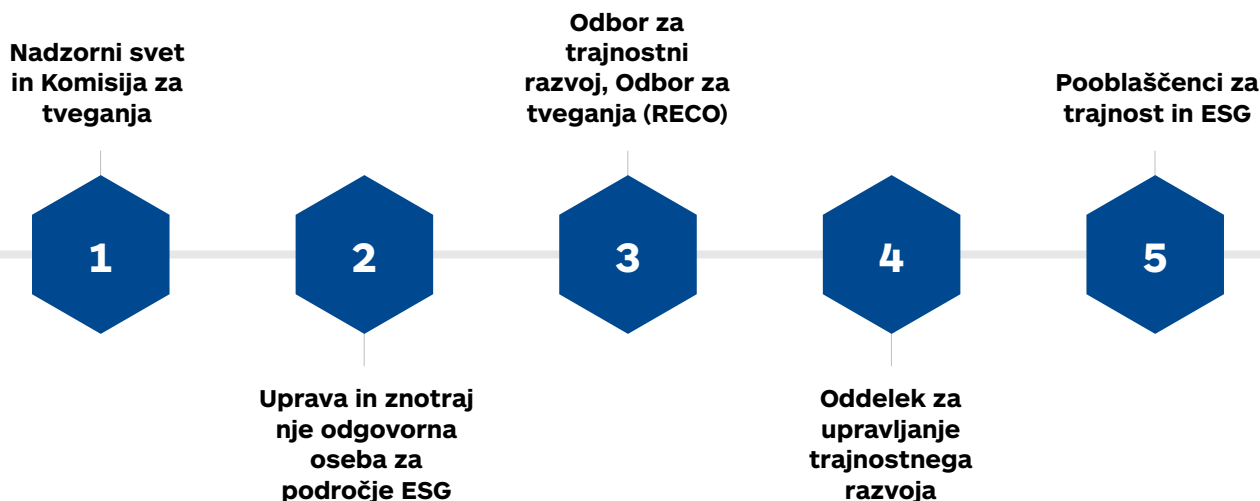 Nadzorni svet
in Komisija za
tveganja
1
Uprava in znotraj
nje odgovorna
oseba za
področje ESG
2
Odbor za
trajnostni
razvoj, Odbor za
tveganja (RECO)
3
Oddelek za
upravljanje
trajnostnega
razvoja
4
Pooblaščenci za
trajnost in ESG
5